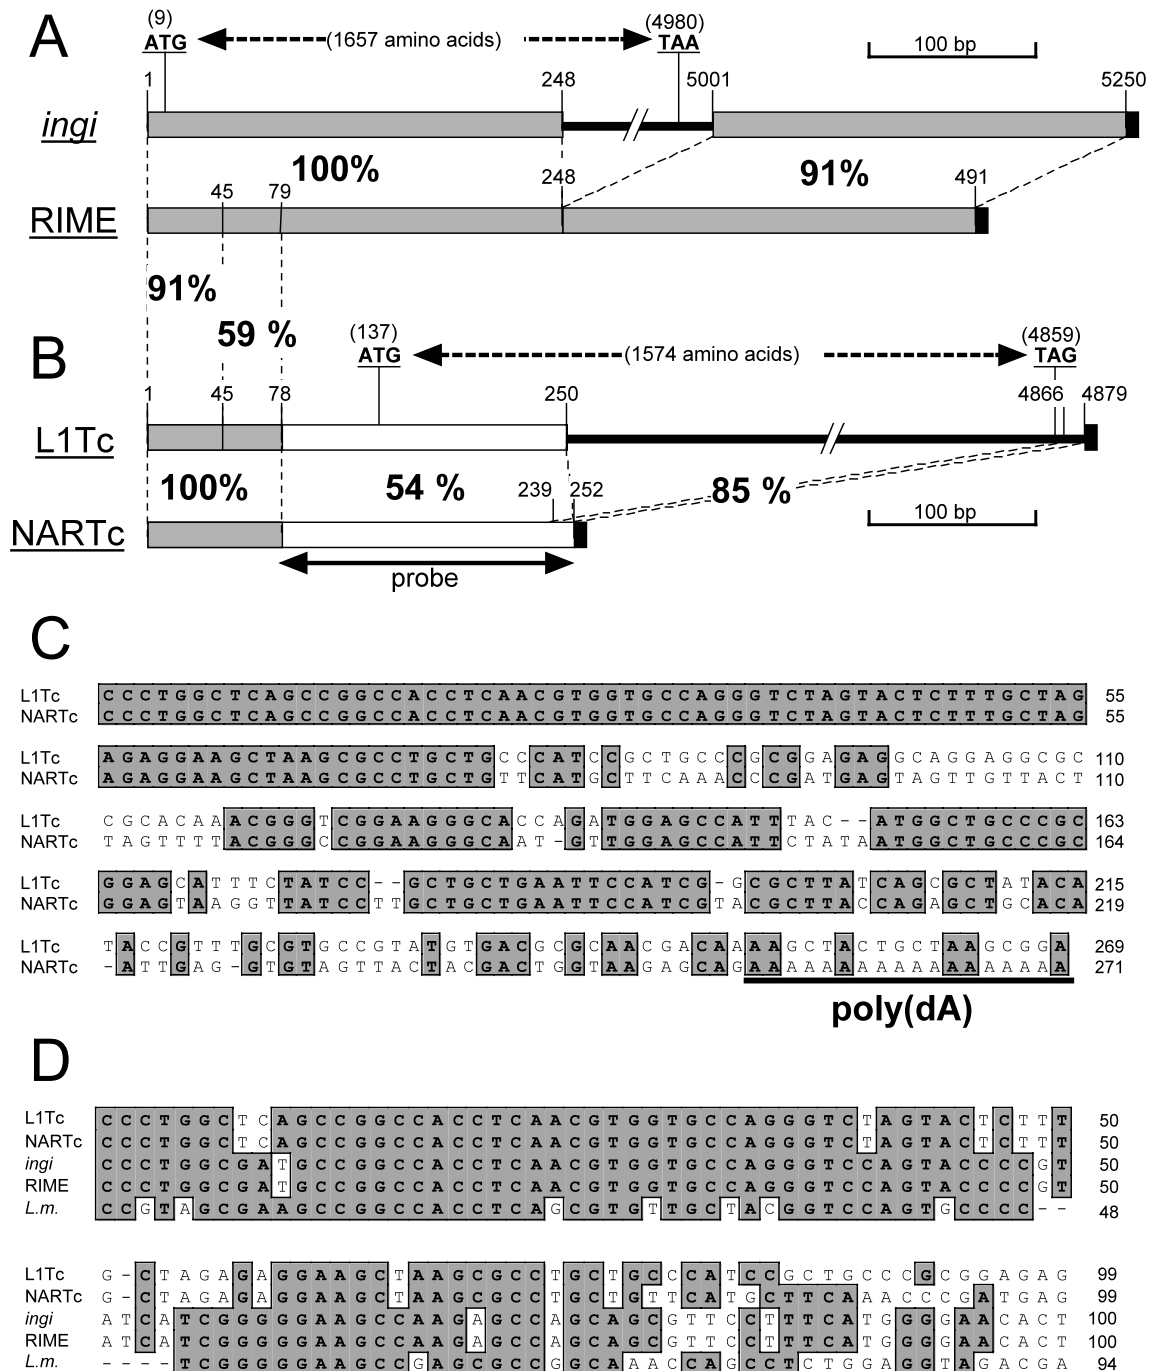 A
(9) (4980)
ATG (1657 amino acids) TAA 100 bp
1 248 5001 5250
ingi
100% 248 91% 491
45 79
RIME
91%
59 %
B
(137) (4859)
ATG (1574 amino acids) TAG
1 45 78 250 4866 4879
L1Tc
100% 54 % 239 252 85 %
100 bp
NARTc
probe
C
L1Tc CCCTGGCTCAGCCGGCCACCTCAACGTGGTGCCAGGGTCTAGTACTCTTTGCTAG 55
NARTc CCCTGGCTCAGCCGGCCACCTCAACGTGGTGCCAGGGTCTAGTACTCTTTGCTAG 55
L1Tc AGAGGAAGCTAAGCGCCTGCTGCCCATCCGCTGCCCGCGGAGAGGCAGGAGGCGC 110
NARTc AGAGGAAGCTAAGCGCCTGCTGTTCATGCTTCAAACCCGATGAGTAGTTGTTACT 110
L1Tc CGCACAAACGGGTCGGAAGGGCACCAGATGGAGCCATTTAC--ATGGCTGCCCGC 163
NARTc TAGTTTTACGGGCCGGAAGGGCAAT-GTTGGAGCCATTCTATAATGGCTGCCCGC 164
L1Tc GGAGCATTTCTATCC--GCTGCTGAATTCCATCG-GCGCTTATCAGCGCTATACA 215
NARTc GGAGTAAGGTTATCCTTGCTGCTGAATTCCATCGTACGCTTACCAGAGCTGCACA 219
L1Tc TACCGTTTGCGTGCCGTATGTGACGCGCAACGACAAAAGCTACTGCTAAGCGGA 269
NARTc -ATTGAG-GTGTAGTTACTACGACTGGTAAGAGCAGAAAAAAAAAAAAAAAAAA 271
poly(dA)
D
L1Tc CCCTGGCTCAGCCGGCCACCTCAACGTGGTGCCAGGGTCTAGTACTCTTT 50
NARTc CCCTGGCTCAGCCGGCCACCTCAACGTGGTGCCAGGGTCTAGTACTCTTT 50
ingi CCCTGGCGATGCCGGCCACCTCAACGTGGTGCCAGGGTCCAGTACCCCGT 50
RIME CCCTGGCGATGCCGGCCACCTCAACGTGGTGCCAGGGTCCAGTACCCCGT 50
L.m. CCGTAGCGAAGCCGGCCACCTCAGCGTGTTGCTACGGTCCAGTGCCCC-- 48
L1Tc G-CTAGAGAGGAAGCTAAGCGCCTGCTGCCCATCCGCTGCCCGCGGAGAG 99
NARTc G-CTAGAGAGGAAGCTAAGCGCCTGCTGTTCATGCTTCAAACCCGATGAG 99
ingi ATCATCGGGGGAAGCCAAGAGCCAGCAGCGTTCCTTTCATGGGGAACACT 100
RIME ATCATCGGGGGAAGCCAAGAGCCAGCAGCGTTCCTTTCATGGGGAACACT 100
L.m. ----TCGGGGGAAGCCGAGCGCCGGCAAACCAGCCTCTGGAGGTAGACGA 94